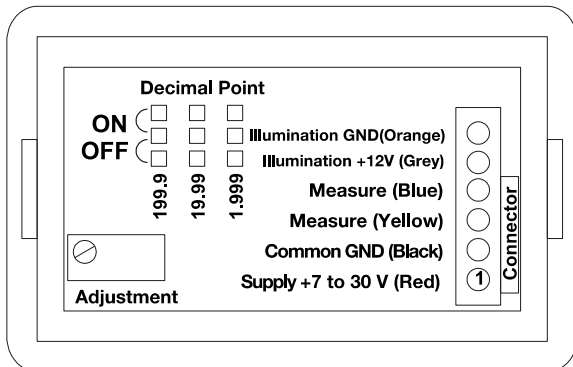 Decimal Point
ON
OFF
199.9
19.99
1.999
Illumination GND(Orange)
Illumination +12V (Grey)
Measure (Blue)
Measure (Yellow)
Common GND (Black)
Supply +7 to 30 V (Red)
1
Connector
Adjustment